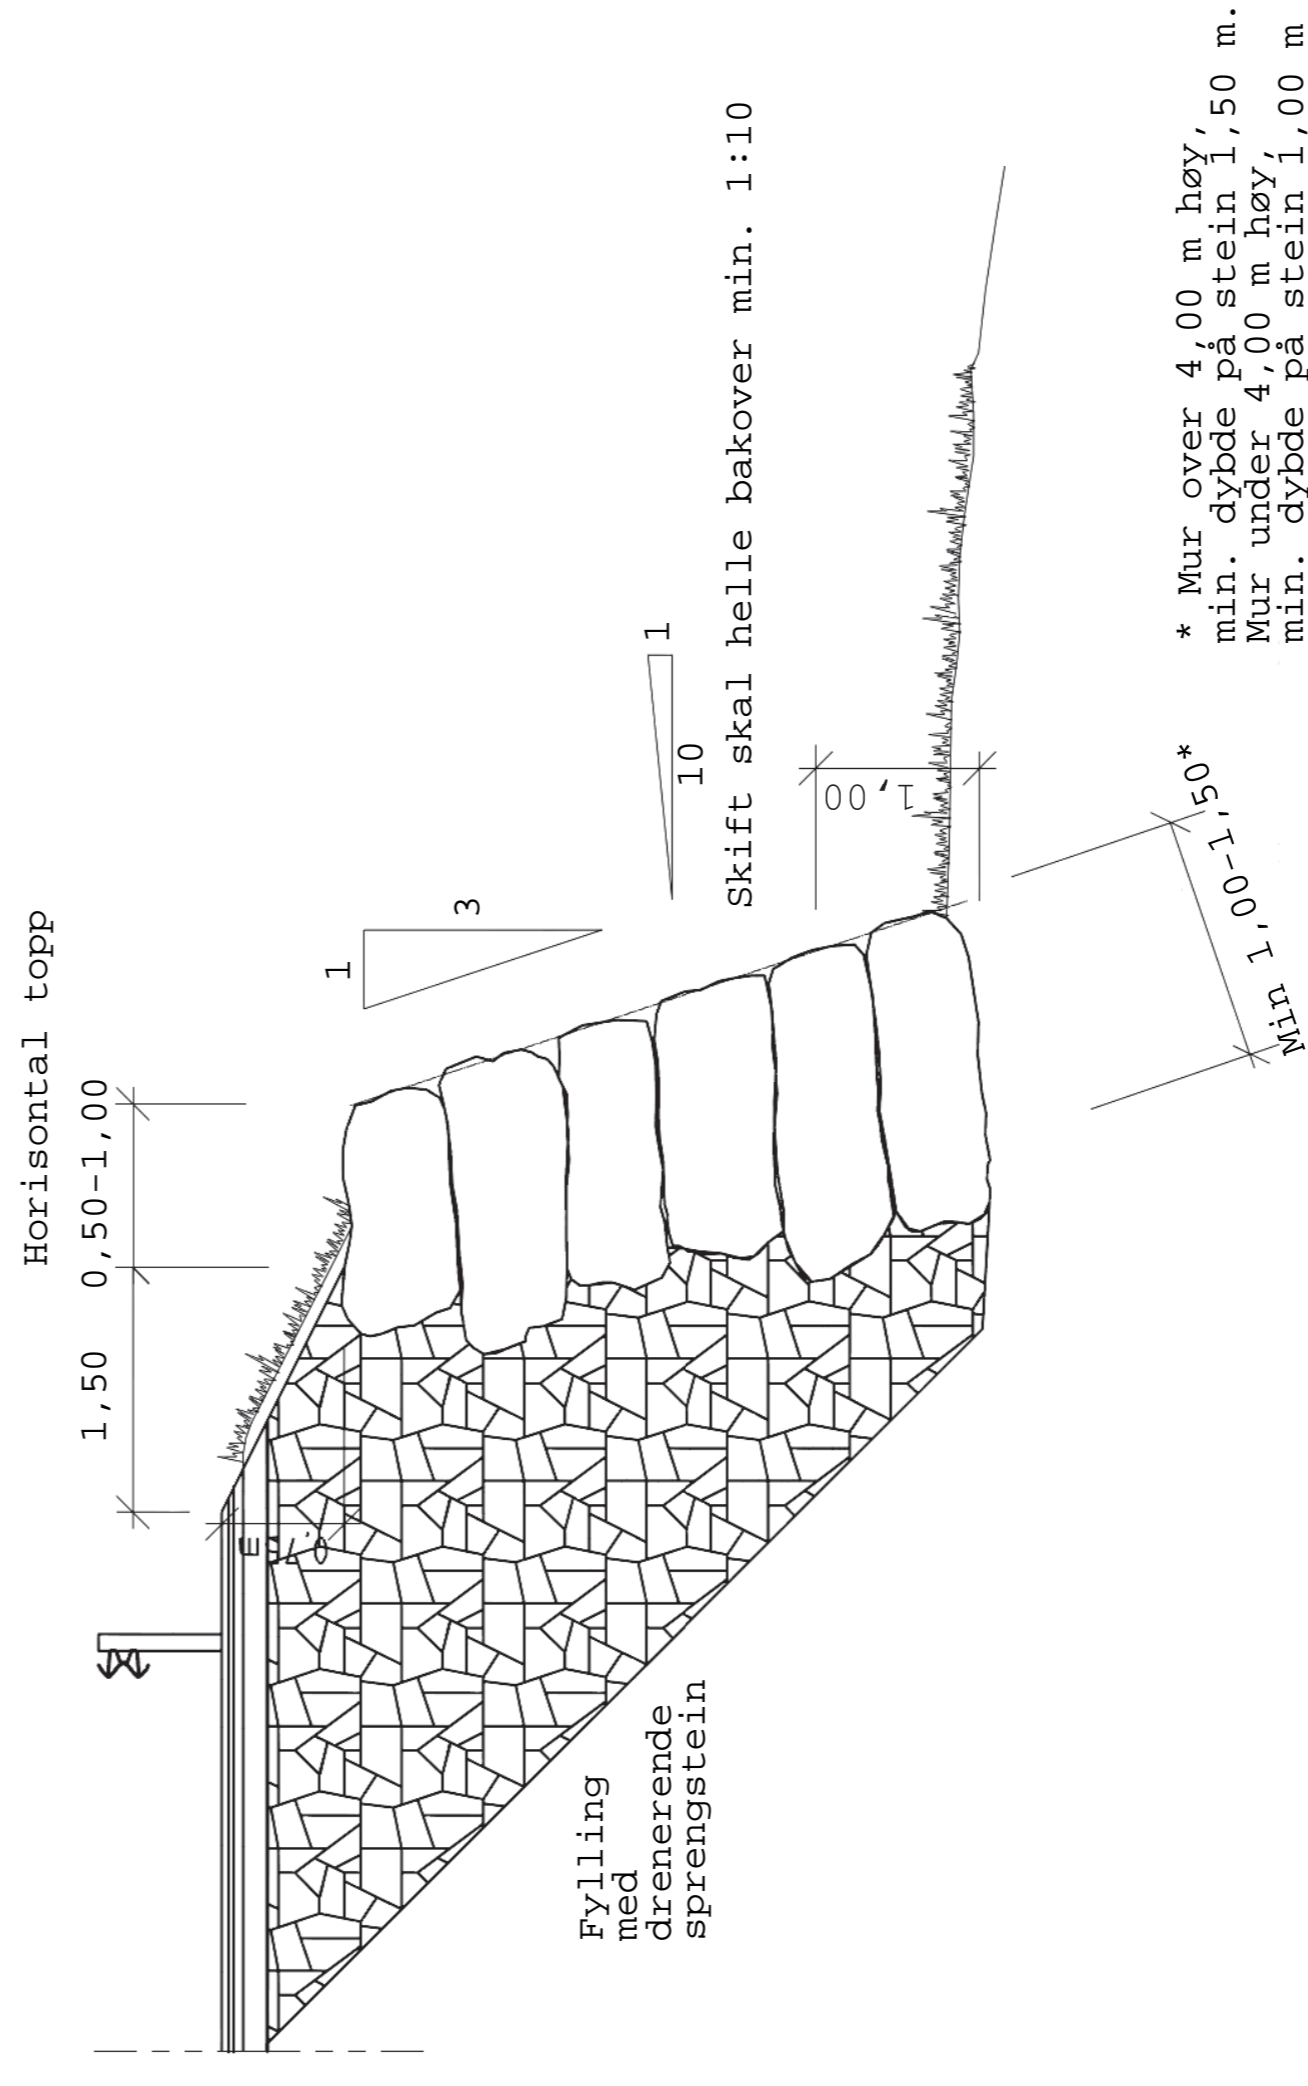 Horisontal topp
1,50
0,50-1,00
0,75 m
1
3
1
10
Skift skal helle bakover min. 1:10
1,00
Min 1,00-1,50*
Fylling
med
drenerende
sprengstein
* Mur over 4,00 m høy,
min. dybde på stein 1,50 m.
Mur under 4,00 m høy,
min. dybde på stein 1,00 m